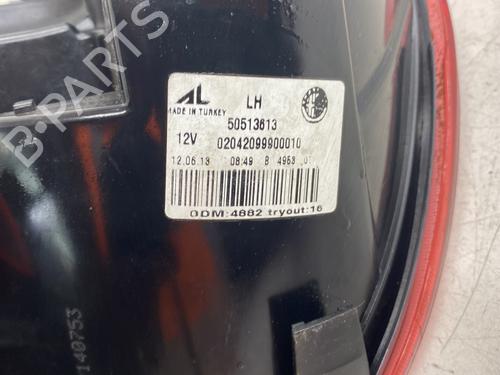 B-PARTS
AL LH
MADE IN TURKEY
50513613
12V 02042099900010
12.06.13 08:49 B 4953 01
ODM:4882 tryout:16
140753